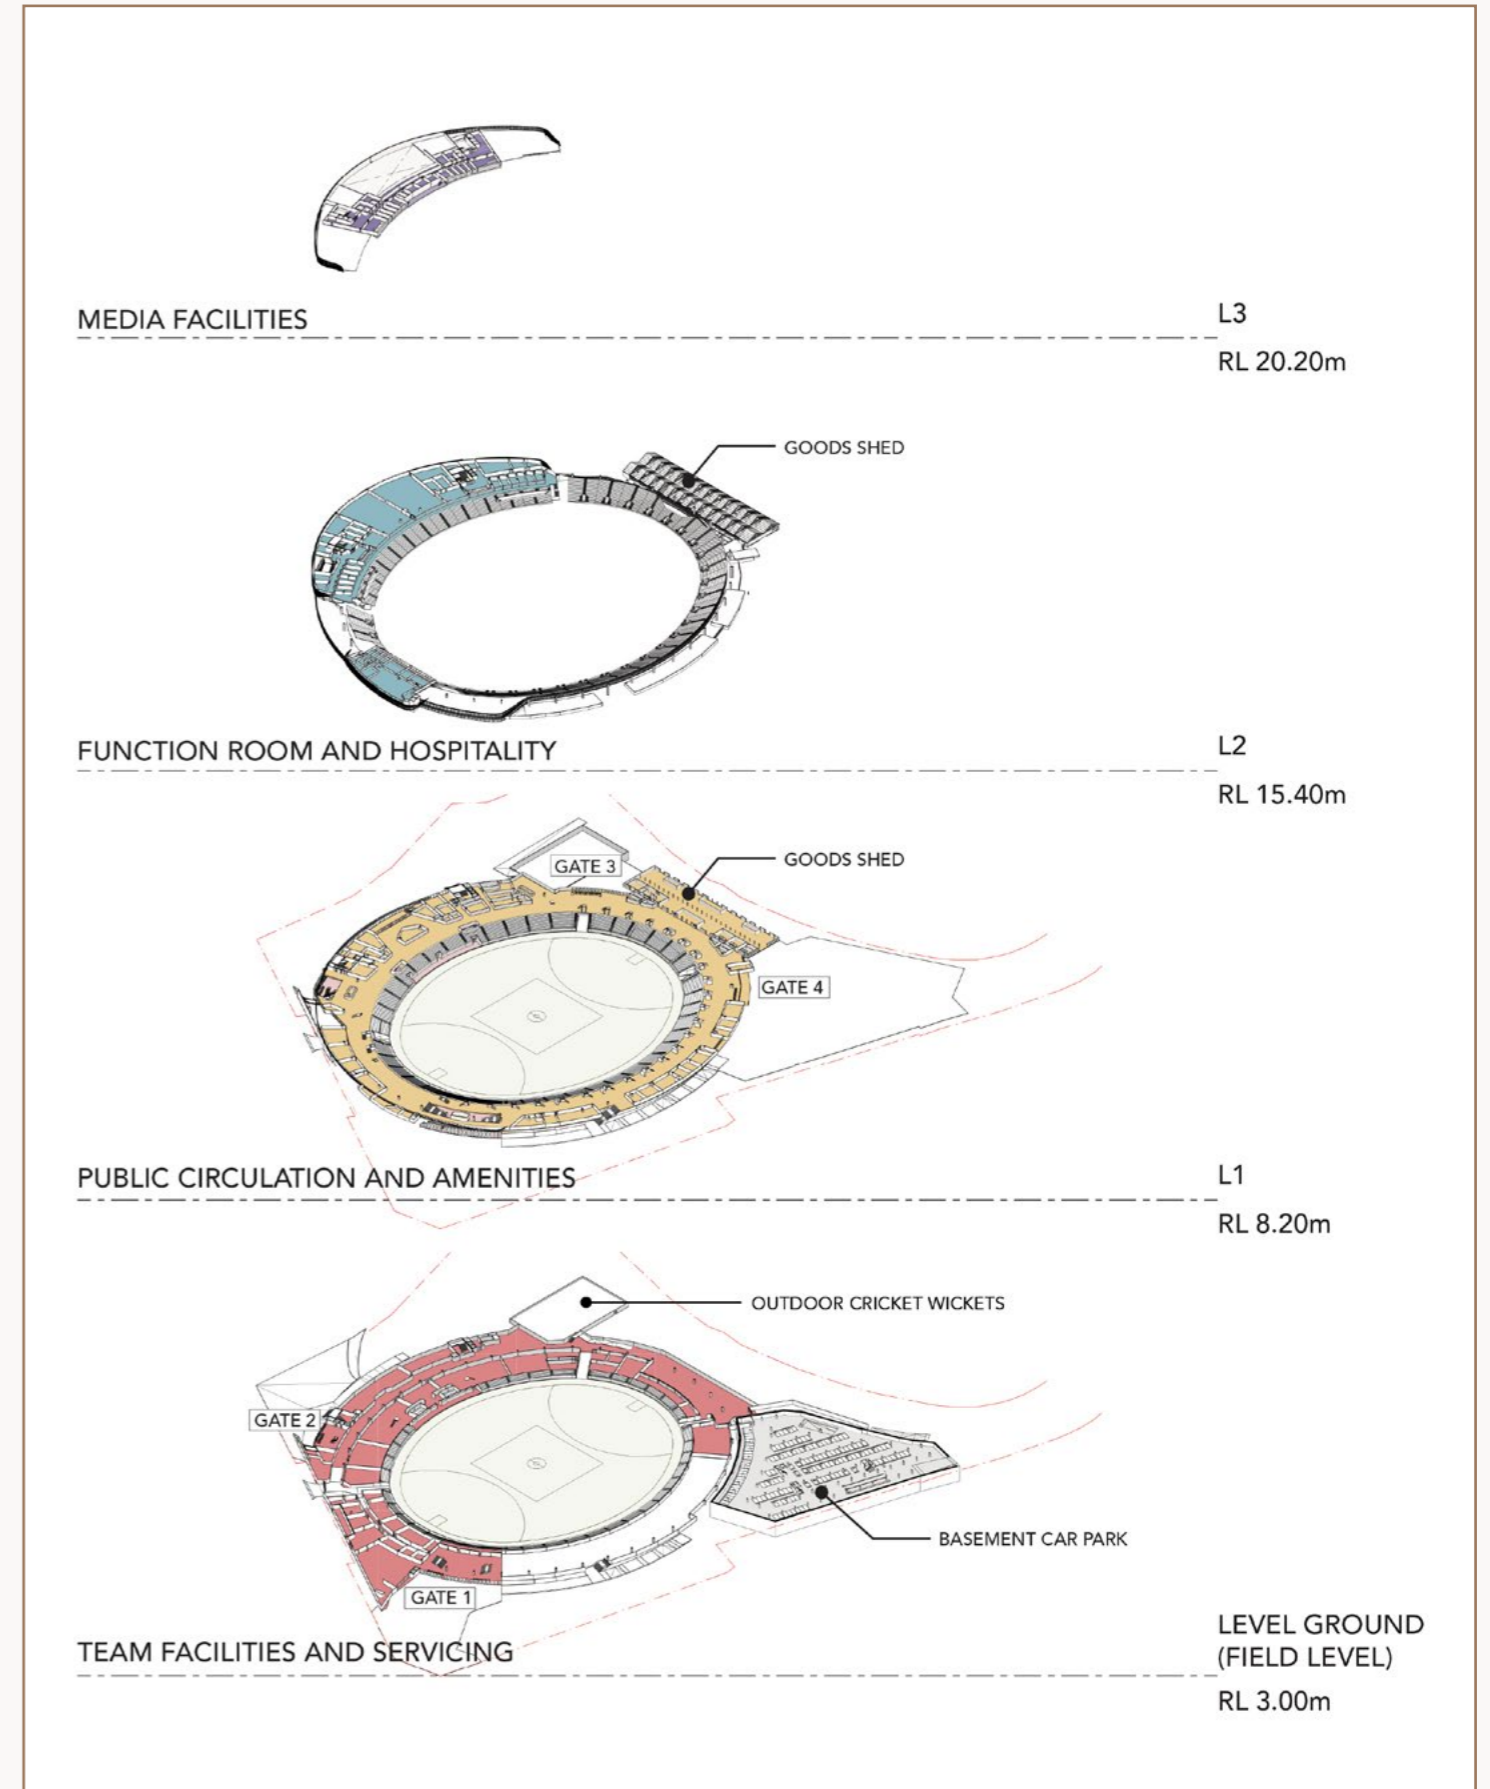 MEDIA FACILITIES
L3
RL 20.20m
GOODS SHED
FUNCTION ROOM AND HOSPITALITY
L2
RL 15.40m
GATE 3
GOODS SHED
GATE 4
PUBLIC CIRCULATION AND AMENITIES
L1
RL 8.20m
OUTDOOR CRICKET WICKETS
GATE 2
BASEMENT CAR PARK
GATE 1
TEAM FACILITIES AND SERVICING
LEVEL GROUND
(FIELD LEVEL)
RL 3.00m